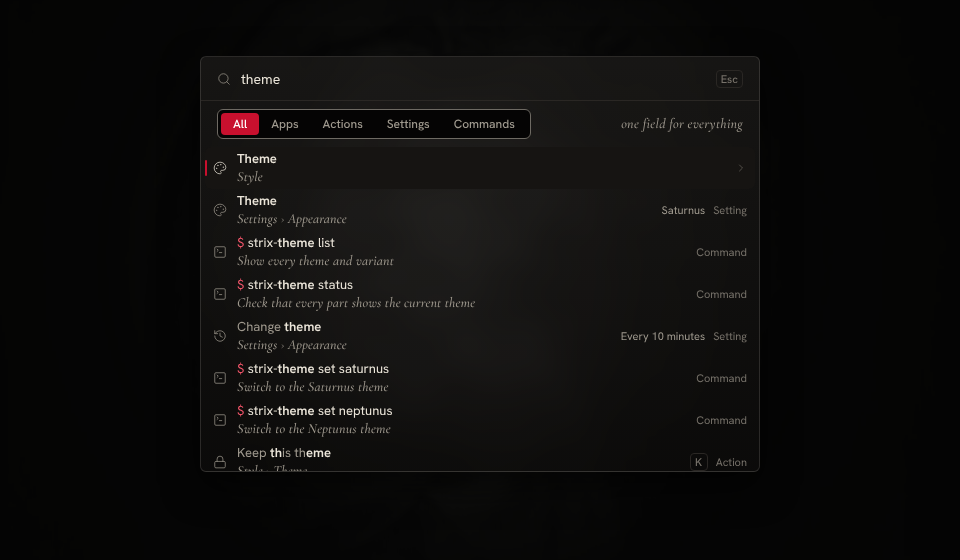 theme Esc
All Apps Actions Settings Commands one field for everything
Theme
Style
Theme
Settings › Appearance Saturnus Setting
$ strix-theme list
Show every theme and variant Command
$ strix-theme status
Check that every part shows the current theme Command
Change theme
Settings › Appearance Every 10 minutes Setting
$ strix-theme set saturnus
Switch to the Saturnus theme Command
$ strix-theme set neptunus
Switch to the Neptunus theme Command
Keep this theme
Style › Theme K Action